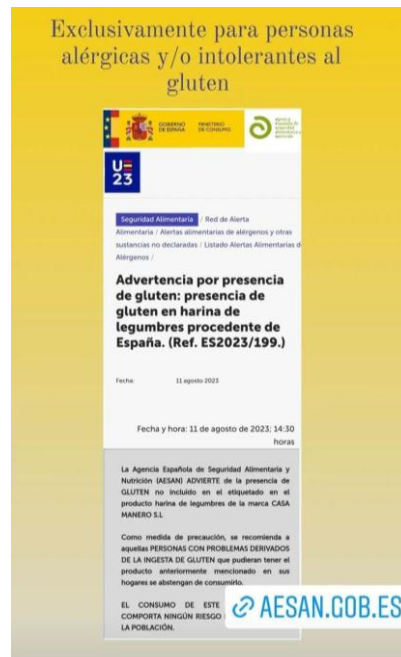 Exclusivamente para personas
alérgicas y/o intolerantes al
gluten
GOBIERNO DE ESPAÑA
MINISTERIO DE CONSUMO
UE
23
Seguridad Alimentaria / Red de Alerta
Alimentaria / Alertas alimentarias de alérgenos y otras
sustancias no declaradas / Listado Alertas Alimentarias d
Alérgenos /
Advertencia por presencia
de gluten: presencia de
gluten en harina de
legumbres procedente de
España. (Ref. ES2023/199.)
Fecha 11 agosto 2023
Fecha y hora: 11 de agosto de 2023; 14:30
horas
La Agencia Española de Seguridad Alimentaria y
Nutrición (AESAN) ADVIERTE de la presencia de
GLUTEN no incluido en el etiquetado en el
producto harina de legumbres de la marca CASA
MANERO S.L
Como medida de precaución, se recomienda a
aquellas PERSONAS CON PROBLEMAS DERIVADOS
DE LA INGESTA DE GLUTEN que pudieran tener el
producto anteriormente mencionado en sus
hogares se abstengan de consumirlo.
EL CONSUMO DE ESTE
COMPORTA NINGÚN RIESGO
LA POBLACIÓN.
AESAN.GOB.ES